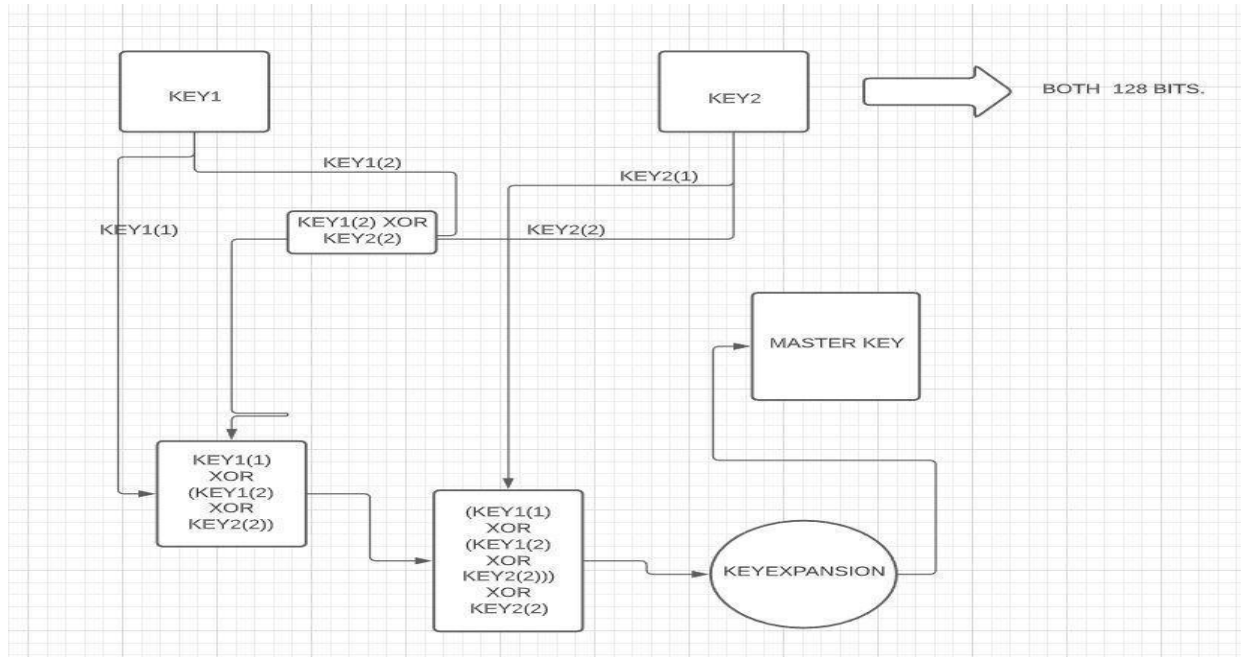 KEY1
KEY2
BOTH 128 BITS.
KEY1(2)
KEY2(1)
KEY1(1)
KEY1(2) XOR
KEY2(2)
KEY2(2)
MASTER KEY
KEY1(1)
XOR
(KEY1(2)
XOR
KEY2(2))
(KEY1(1)
XOR
(KEY1(2)
XOR
KEY2(2)))
XOR
KEY2(2)
KEYEXPANSION